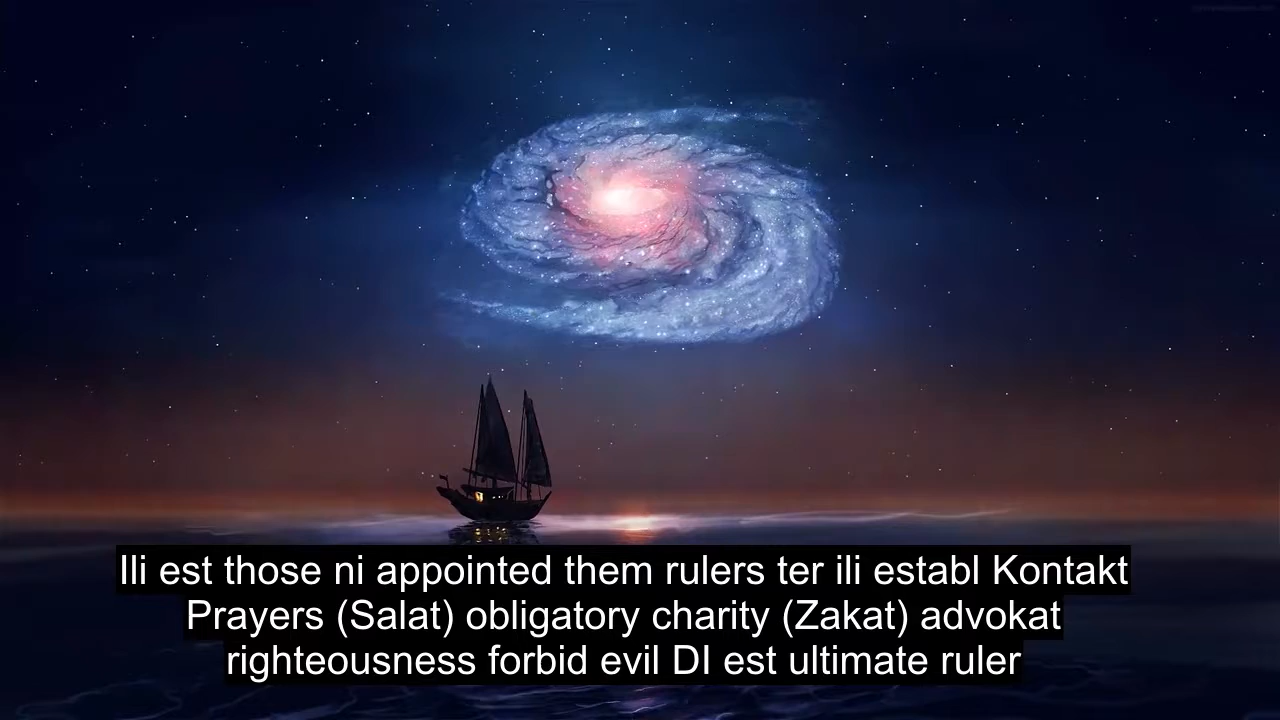 Ili est those ni appointed them rulers ter ili establ Kontakt
Prayers (Salat) obligatory charity (Zakat) advokat
righteousness forbid evil DI est ultimate ruler